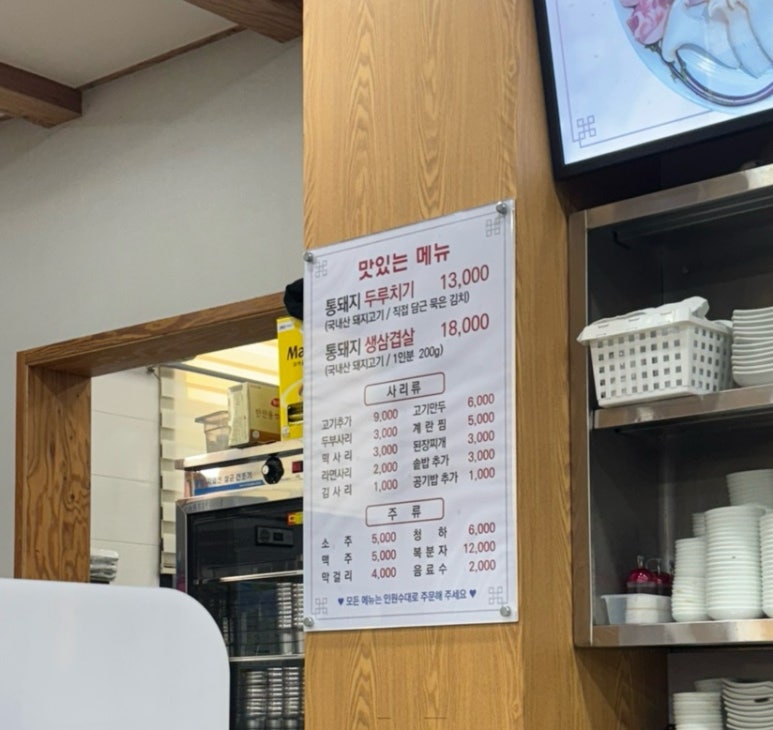 맛있는 메뉴
통돼지 두루치기 13,000
(국내산 돼지고기 / 직접 담근 묵은 김치)
통돼지 생삼겹살 18,000
(국내산 돼지고기 / 1인분 200g)
사리류
고기추가 9,000 고기만두 6,000
두부사리 3,000 계란찜 5,000
떡사리 3,000 된장찌개 3,000
라면사리 2,000 솥밥 추가 3,000
김사리 1,000 공기밥 추가 1,000
주류
소주 5,000 청하 6,000
맥주 5,000 복분자 12,000
막걸리 4,000 음료수 2,000
♥ 모든 메뉴는 인원수대로 주문해 주세요 ♥
Ma